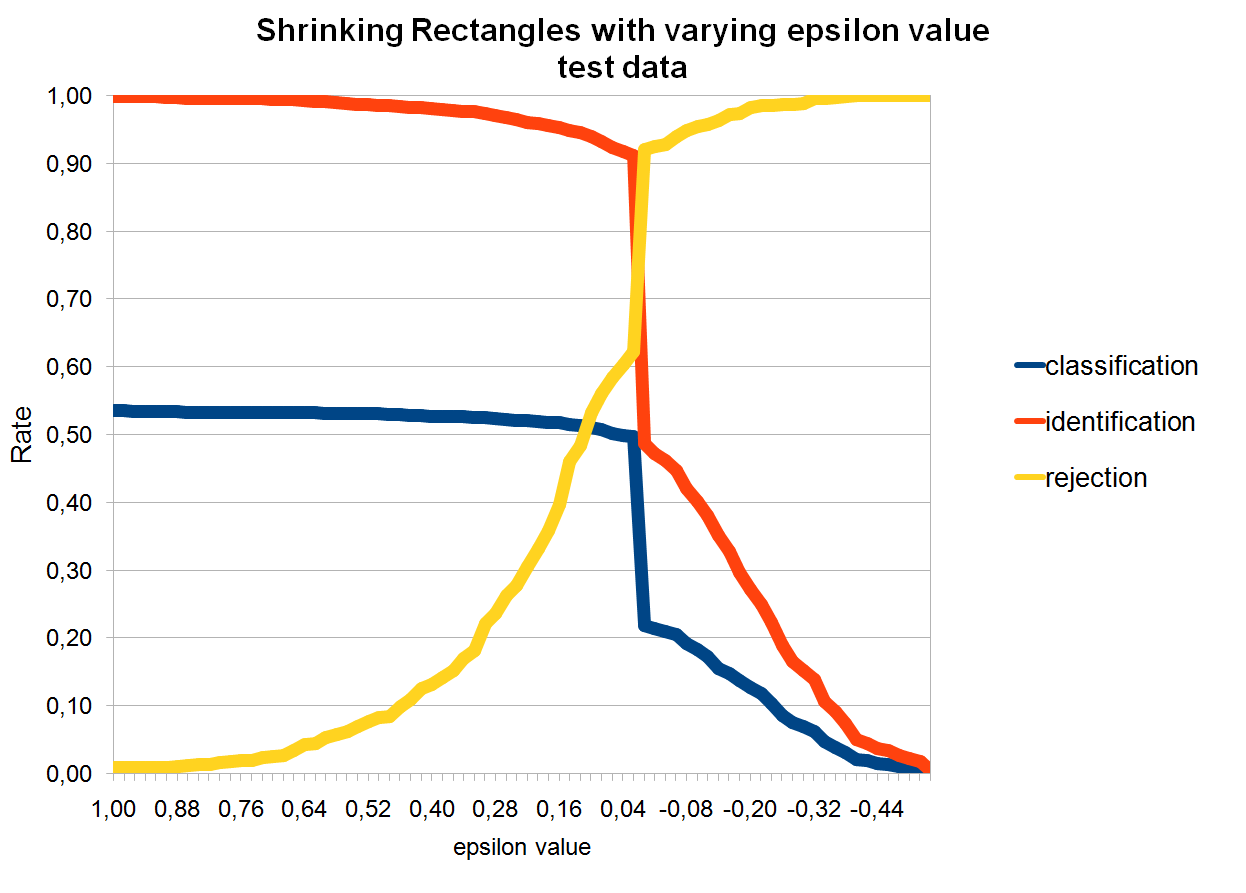 Shrinking Rectangles with varying epsilon value
test data
1,00
0,90
0,80
0,70
0,60
0,50
0,40
0,30
0,20
0,10
0,00
Rate
1,00 0,88 0,76 0,64 0,52 0,40 0,28 0,16 0,04 -0,08 -0,20 -0,32 -0,44
epsilon value
classification
identification
rejection